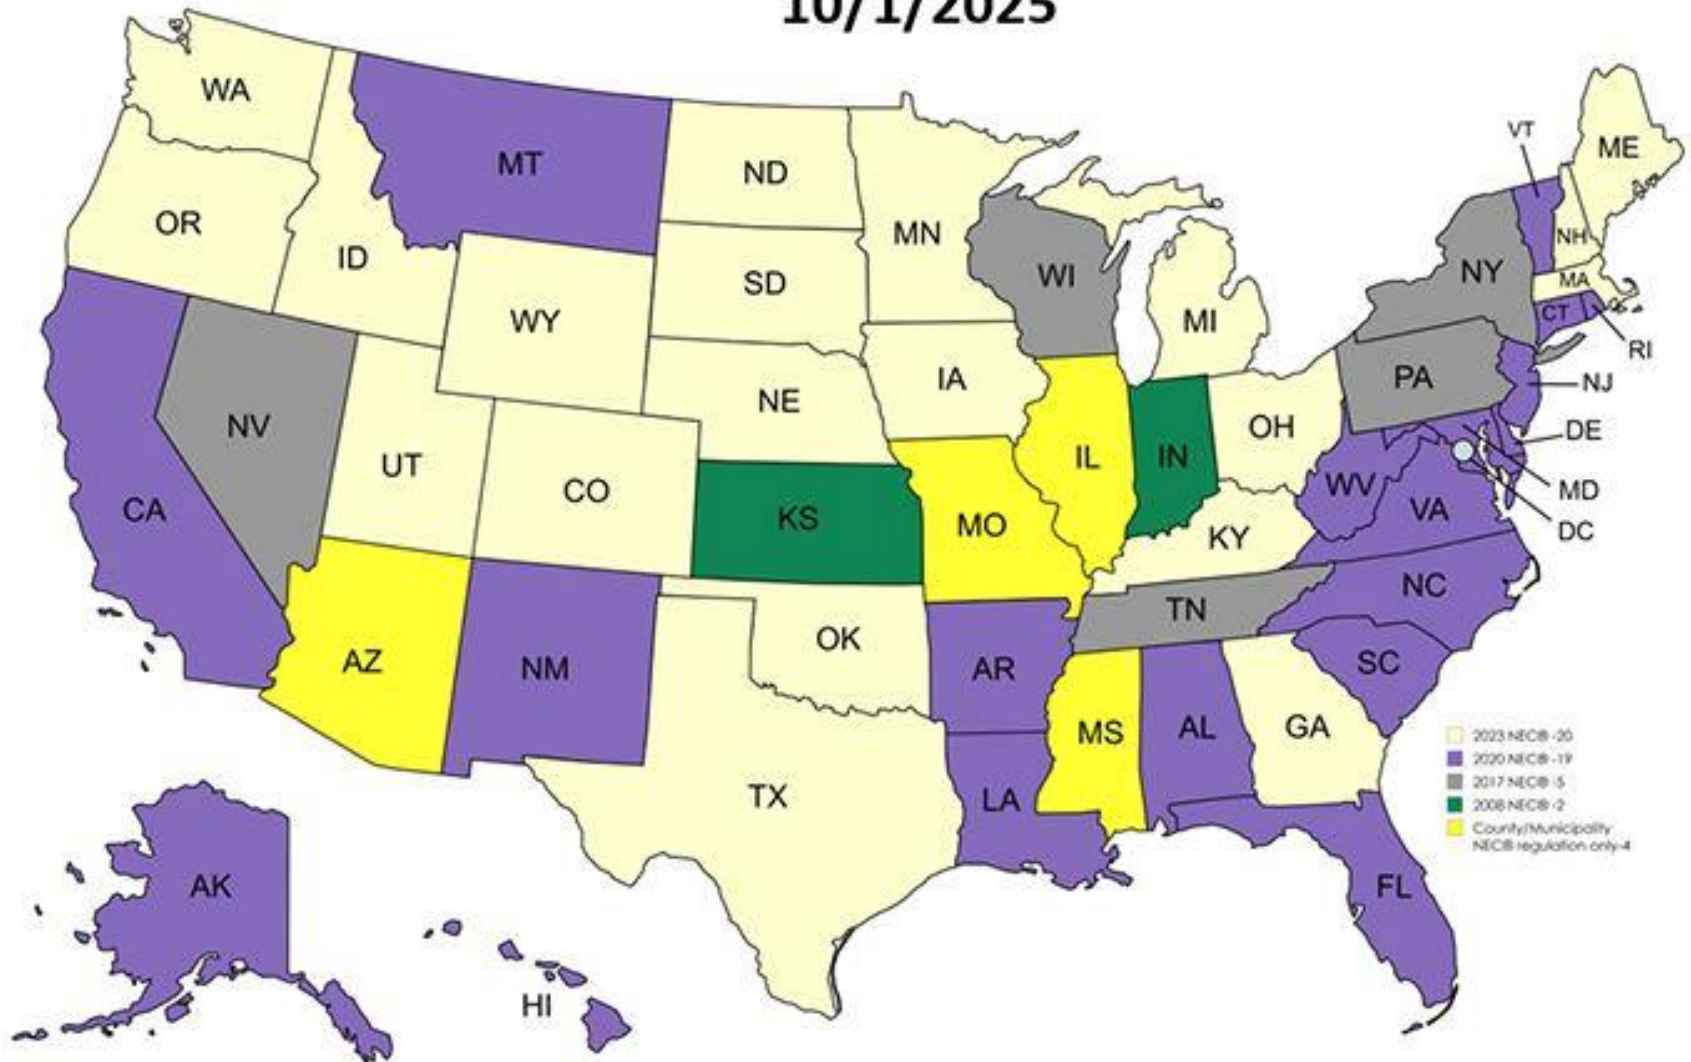 10/1/2025
WA
MT
ND
VT
ME
OR
ID
MN
NH
SD
WI
NY
MA
WY
MI
CT
RI
IA
PA
NJ
NE
NV
OH
DE
UT
CO
IL
IN
WV
MD
CA
KS
MO
VA
DC
KY
NC
TN
AZ
NM
OK
AR
SC
MS
AL
GA
TX
LA
2023 NEC® -20
2020 NEC® -19
2017 NEC® -5
2008 NEC® -2
County/Municipality
NEC® regulation only-4
AK
FL
HI